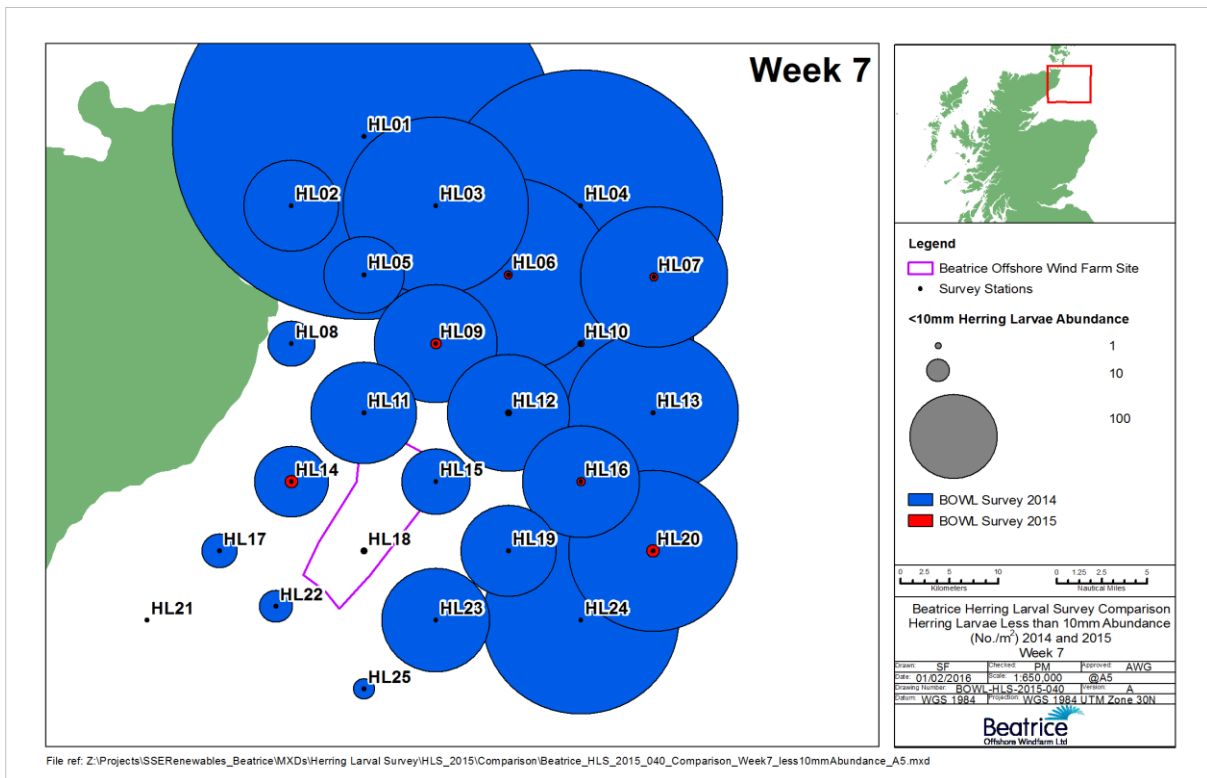 Week 7
HL01
HL02
HL03
HL04
HL05
HL06
HL07
HL08
HL09
HL10
HL11
HL12
HL13
HL14
HL15
HL16
HL17
HL18
HL19
HL20
HL21
HL22
HL23
HL24
HL25
Legend
Beatrice Offshore Wind Farm Site
Survey Stations
<10mm Herring Larvae Abundance
1
10
100
BOWL Survey 2014
BOWL Survey 2015
0 2.5 5 10
Kilometers
0 1.25 2.5 5
Nautical Miles
Beatrice Herring Larval Survey Comparison
Herring Larvae Less than 10mm Abundance
(No./m²) 2014 and 2015
Week 7
Drawn: SF Checked: PM Approved: AWG
Date: 01/02/2016 Scale: 1:650,000 @A5
Drawing Number: BOWL-HLS-2015-040 Version: A
Datum: WGS 1984 Projection: WGS 1984 UTM Zone 30N
Beatrice
Offshore Windfarm Ltd
File ref: Z:\Projects\SSERenewables_Beatrice\MXDs\Herring Larval Survey\HLS_2015\Comparison\Beatrice_HLS_2015_040_Comparison_Week7_less10mmAbundance_A5.mxd